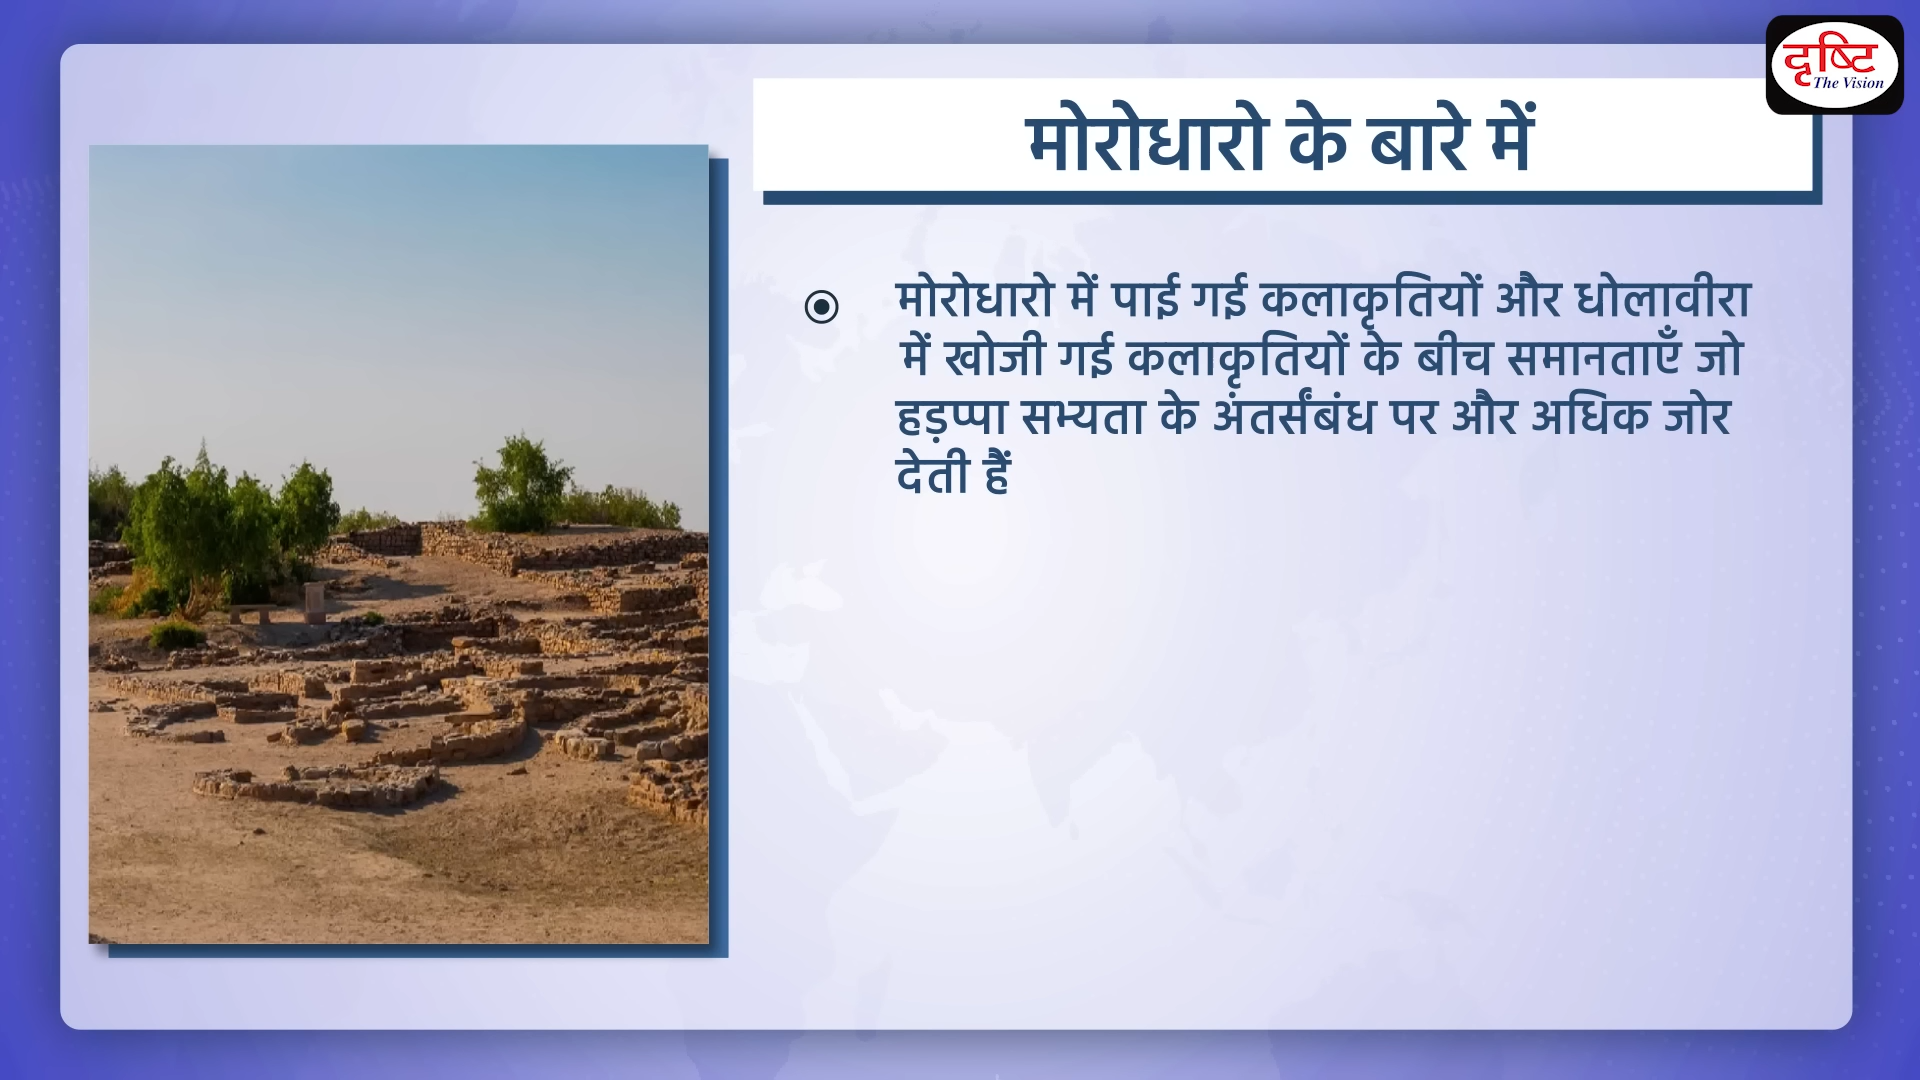 दृष्टि
The Vision
मोरोधारो के बारे में
मोरोधारो में पाई गई कलाकृतियों और धोलावीरा
में खोजी गई कलाकृतियों के बीच समानताएँ जो
हड़प्पा सभ्यता के अंतर्संबंध पर और अधिक जोर
देती हैं